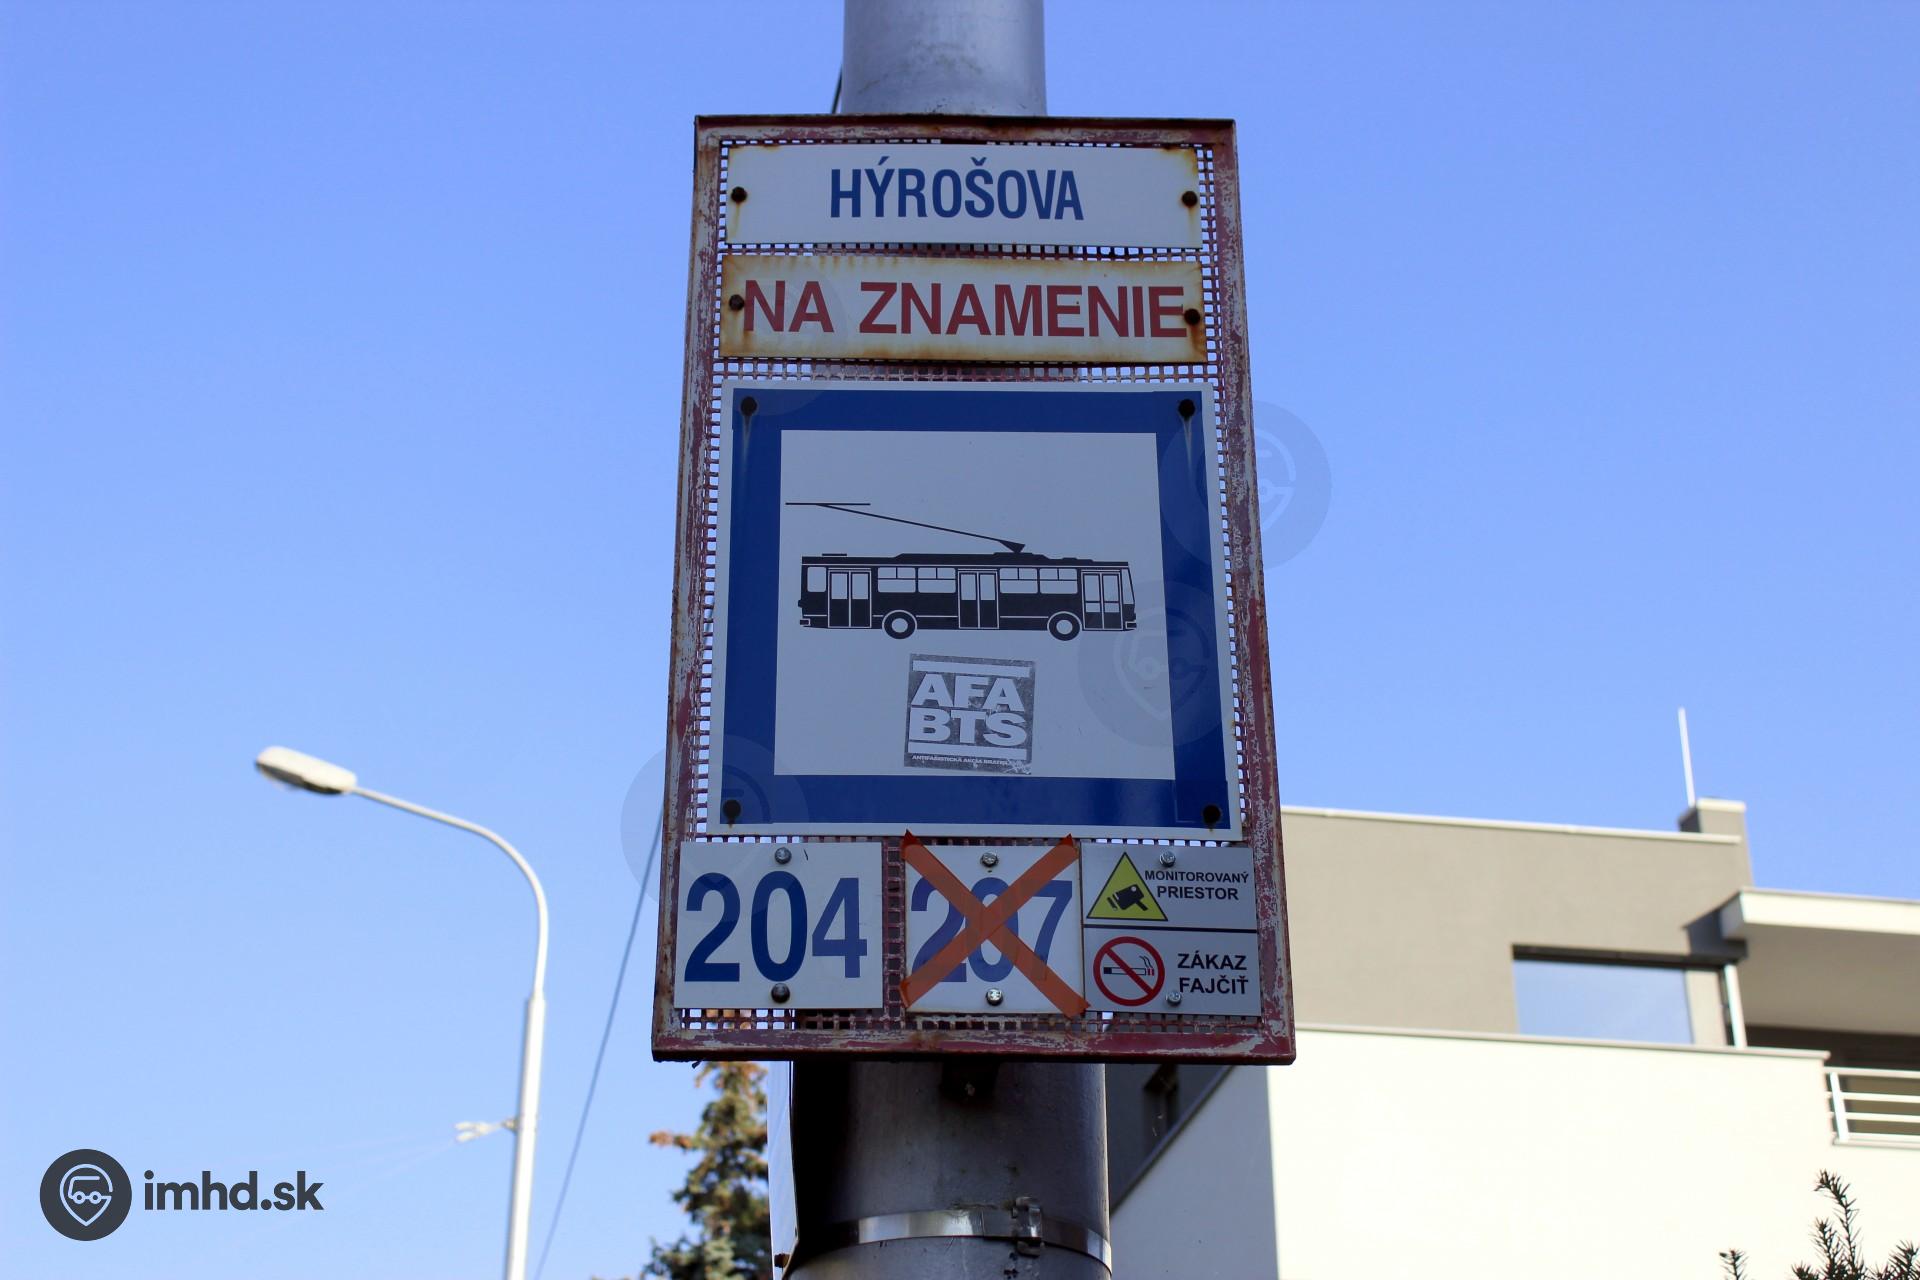 HÝROŠOVA
NA ZNAMENIE
AFA
BTS
204
207
MONITOROVANÝ
PRIESTOR
ZÁKAZ
FAJČIŤ
imhd.sk